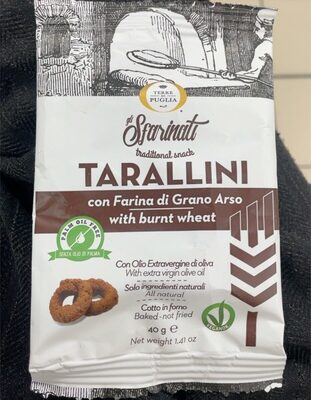 TERRE
DI
PUGLIA
gli Sfarinati
traditional snack
TARALLINI
con Farina di Grano Arso
with burnt wheat
PALM OIL FREE
SENZA OLIO DI PALMA
Con Olio Extravergine di oliva
With extra virgin olive oil
Solo ingredienti naturali
All natural
Cotto in forno
Baked - not fried
VEGANOK
40 g e
Net weight 1.41 oz